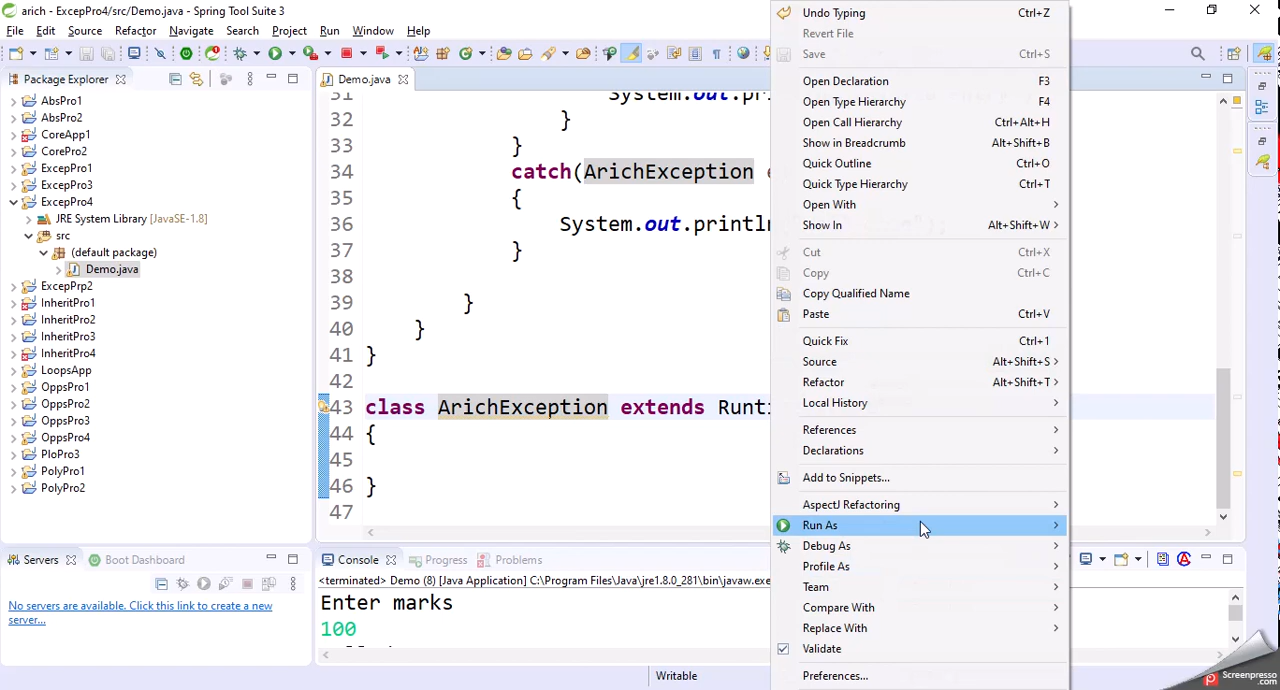 arich - ExcepPro4/src/Demo.java - Spring Tool Suite 3
File Edit Source Refactor Navigate Search Project Run Window Help
Package Explorer
AbsPro1
AbsPro2
CoreApp1
CorePro2
ExcepPro1
ExcepPro3
ExcepPro4
JRE System Library [JavaSE-1.8]
src
(default package)
Demo.java
ExcepPrp2
InheritPro1
InheritPro2
InheritPro3
InheritPro4
LoopsApp
OppsPro1
OppsPro2
OppsPro3
OppsPro4
PloPro3
PolyPro1
PolyPro2
Servers
Boot Dashboard
No servers are available. Click this link to create a new
server...
Demo.java
31 System.out.pri
32 }
33 }
34 catch(ArichException e
35 {
36 System.out.println
37 }
38
39 }
40 }
41 }
42
43 class ArichException extends Runti
44 {
45
46 }
47
Console Progress Problems
<terminated> Demo (8) [Java Application] C:\Program Files\Java\jre1.8.0_281\bin\javaw.exe
Enter marks
100
Writable
Undo Typing Ctrl+Z
Revert File
Save Ctrl+S
Open Declaration F3
Open Type Hierarchy F4
Open Call Hierarchy Ctrl+Alt+H
Show in Breadcrumb Alt+Shift+B
Quick Outline Ctrl+O
Quick Type Hierarchy Ctrl+T
Open With
Show In Alt+Shift+W
Cut Ctrl+X
Copy Ctrl+C
Copy Qualified Name
Paste Ctrl+V
Quick Fix Ctrl+1
Source Alt+Shift+S
Refactor Alt+Shift+T
Local History
References
Declarations
Add to Snippets...
AspectJ Refactoring
Run As
Debug As
Profile As
Team
Compare With
Replace With
Validate
Preferences...
Screenpresso
.com